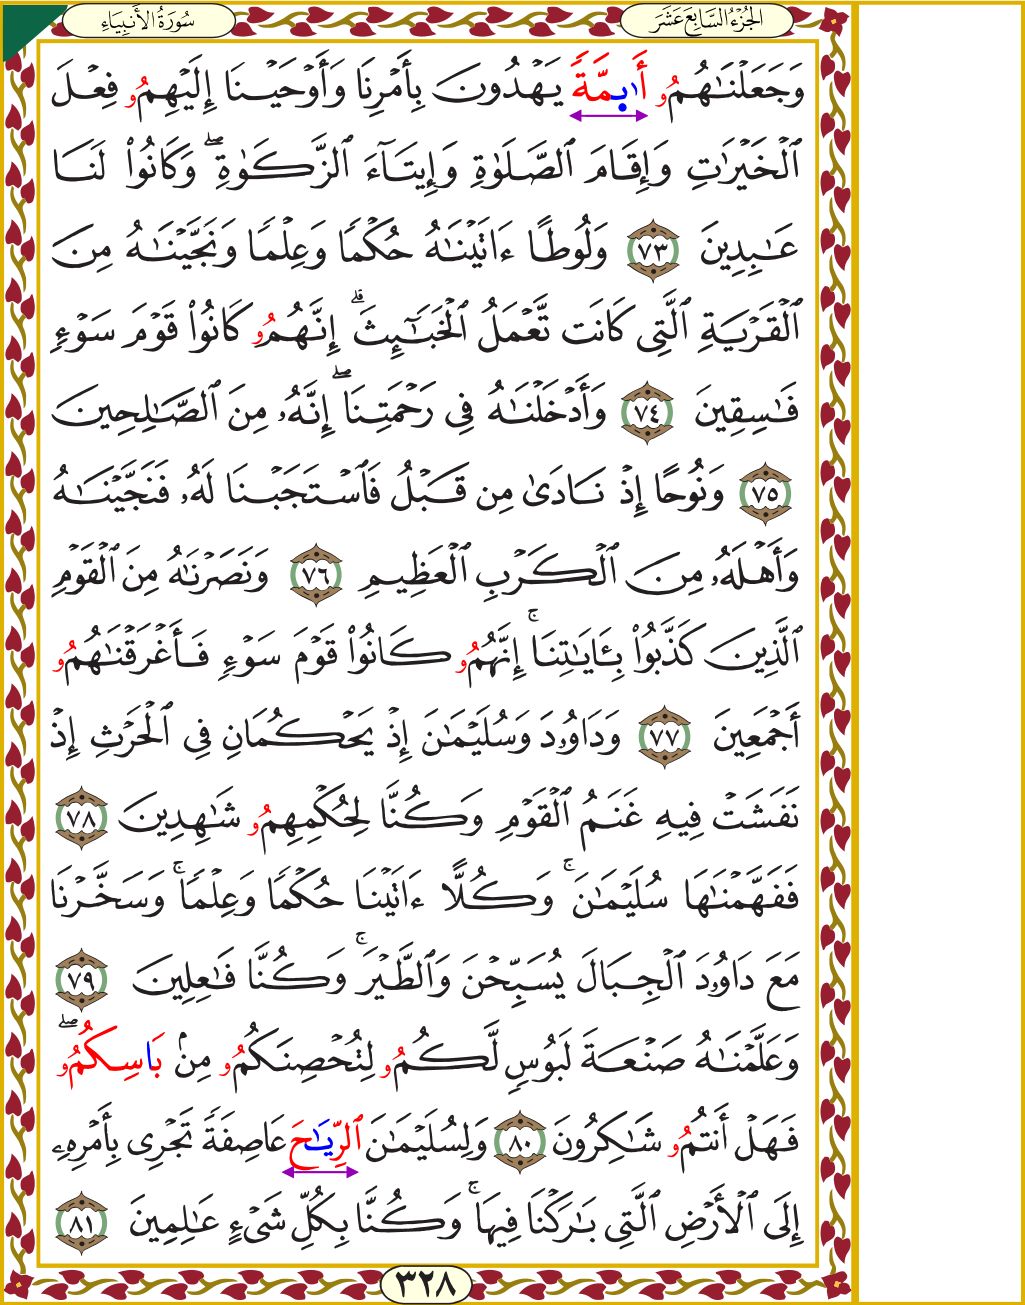 سُورَةُ الأَنبِيَاءِ
الجُزْءُ السَّابِعَ عَشَرَ
وَجَعَلْنَٰهُمُو أَا۬ىِٕمَّةً يَهْدُونَ بِأَمْرِنَا وَأَوْحَيْنَا إِلَيْهِمُو فِعْلَ
ٱلْخَيْرَٰتِ وَإِقَامَ ٱلصَّلَوٰةِ وَإِيتَآءَ ٱلزَّكَوٰةِۖ وَكَانُوا۟ لَنَا
عَٰبِدِينَ ٧٣ وَلُوطًا ءَاتَيْنَٰهُ حُكْمًا وَعِلْمًا وَنَجَّيْنَٰهُ مِنَ
ٱلْقَرْيَةِ ٱلَّتِى كَانَت تَّعْمَلُ ٱلْخَبَٰٓئِثَۗ إِنَّهُمُو كَانُوا۟ قَوْمَ سَوْءٍ
فَٰسِقِينَ ٧٤ وَأَدْخَلْنَٰهُ فِى رَحْمَتِنَاۖ إِنَّهُۥ مِنَ ٱلصَّٰلِحِينَ
٧٥ وَنُوحًا إِذْ نَادَىٰ مِن قَبْلُ فَٱسْتَجَبْنَا لَهُۥ فَنَجَّيْنَٰهُ
وَأَهْلَهُۥ مِنَ ٱلْكَرْبِ ٱلْعَظِيمِ ٧٦ وَنَصَرْنَٰهُ مِنَ ٱلْقَوْمِ
ٱلَّذِينَ كَذَّبُوا۟ بِـَٔايَٰتِنَاۚ إِنَّهُمُو كَانُوا۟ قَوْمَ سَوْءٍ فَأَغْرَقْنَٰهُمُو
أَجْمَعِينَ ٧٧ وَدَاوُۥدَ وَسُلَيْمَٰنَ إِذْ يَحْكُمَانِ فِى ٱلْحَرْثِ إِذْ
نَفَشَتْ فِيهِ غَنَمُ ٱلْقَوْمِ وَكُنَّا لِحُكْمِهِمُو شَٰهِدِينَ ٧٨
فَفَهَّمْنَٰهَا سُلَيْمَٰنَۚ وَكُلًّا ءَاتَيْنَا حُكْمًا وَعِلْمًاۚ وَسَخَّرْنَا
مَعَ دَاوُۥدَ ٱلْجِبَالَ يُسَبِّحْنَ وَٱلطَّيْرَۚ وَكُنَّا فَٰعِلِينَ ٧٩
وَعَلَّمْنَٰهُ صَنْعَةَ لَبُوسٍ لَّكُمُو لِتُحْصِنَكُمُو مِنۢ بَاسِكُمُوۖ
فَهَلْ أَنتُمُو شَٰكِرُونَ ٨٠ وَلِسُلَيْمَٰنَ ٱلرِّيَٰحَ عَاصِفَةً تَجْرِى بِأَمْرِهِۦ
إِلَى ٱلْأَرْضِ ٱلَّتِى بَٰرَكْنَا فِيهَاۚ وَكُنَّا بِكُلِّ شَىْءٍ عَٰلِمِينَ ٨١
٣٢٨